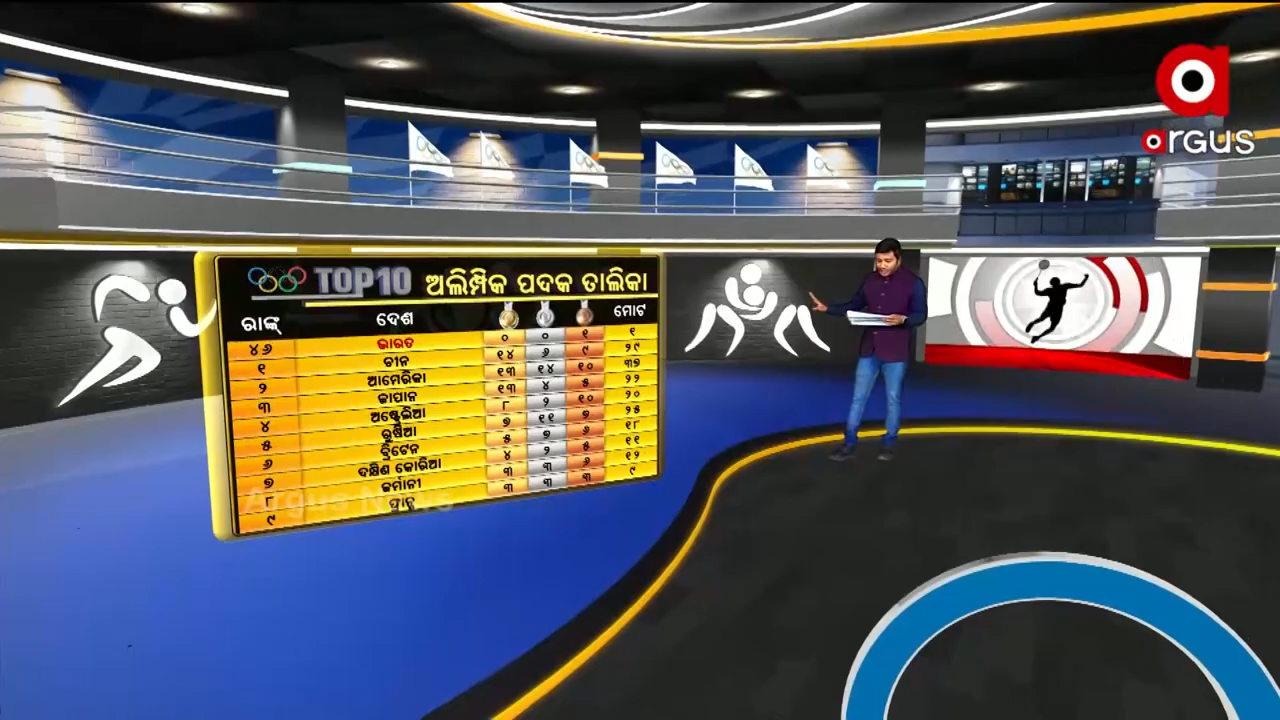 argus
TOP10 ଅଲିମ୍ପିକ ପଦକ ତାଲିକା
ରାଙ୍କ୍ ଦେଶ ମୋଟ
୪୬ ଭାରତ ୦ ୦ ୧ ୧
୧ ଚୀନ ୧୪ ୬ ୯ ୨୯
୨ ଆମେରିକା ୧୩ ୧୪ ୧୦ ୩୭
୩ ଜାପାନ ୧୩ ୪ ୫ ୨୨
୪ ଅଷ୍ଟ୍ରେଲିଆ ୮ ୨ ୧୦ ୨୦
୫ ରୁଷିଆ ୭ ୧୧ ୭ ୨୫
୬ ବ୍ରିଟେନ ୫ ୭ ୬ ୧୮
୭ ଦକ୍ଷିଣ କୋରିଆ ୪ ୨ ୫ ୧୧
୮ ଜର୍ମାନୀ ୩ ୩ ୬ ୧୨
୯ ଫ୍ରାନ୍ସ ୩ ୩ ୩ ୯
Argus News